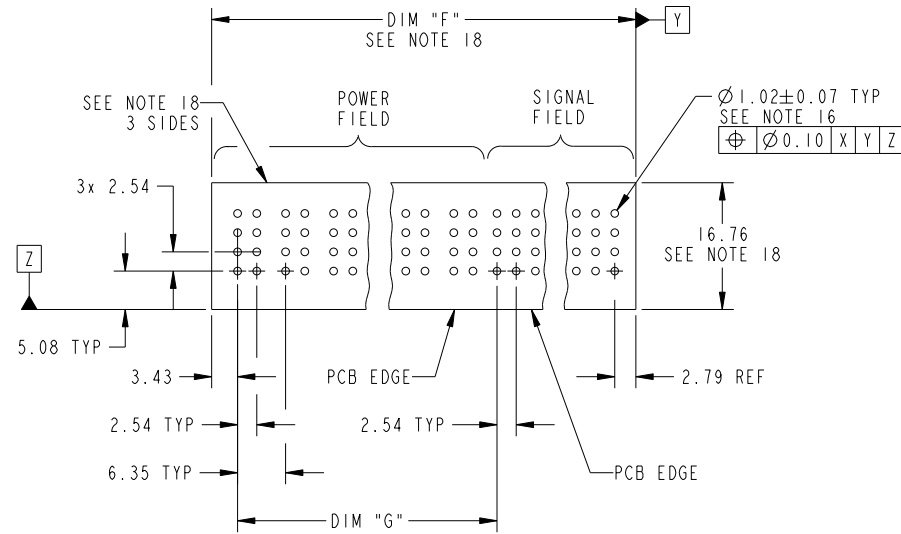 DIM "F"
SEE NOTE 18
Y
SEE NOTE 18
3 SIDES
POWER
FIELD
SIGNAL
FIELD
Ø1.02±0.07 TYP
SEE NOTE 16
⌖ Ø0.10 X Y Z
3x 2.54
16.76
SEE NOTE 18
Z
5.08 TYP
3.43
PCB EDGE
2.79 REF
2.54 TYP
2.54 TYP
6.35 TYP
PCB EDGE
DIM "G"